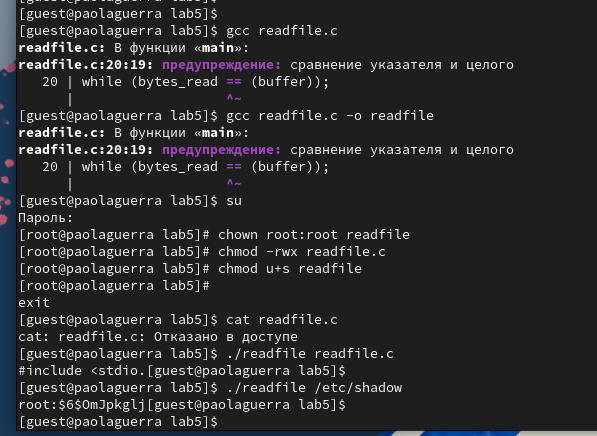 [guest@paolaguerra lab5]$
[guest@paolaguerra lab5]$ gcc readfile.c
readfile.c: В функции «main»:
readfile.c:20:19: предупреждение: сравнение указателя и целого
20 | while (bytes_read == (buffer));
| ^~
[guest@paolaguerra lab5]$ gcc readfile.c -o readfile
readfile.c: В функции «main»:
readfile.c:20:19: предупреждение: сравнение указателя и целого
20 | while (bytes_read == (buffer));
| ^~
[guest@paolaguerra lab5]$ su
Пароль:
[root@paolaguerra lab5]# chown root:root readfile
[root@paolaguerra lab5]# chmod -rwx readfile.c
[root@paolaguerra lab5]# chmod u+s readfile
[root@paolaguerra lab5]#
exit
[guest@paolaguerra lab5]$ cat readfile.c
cat: readfile.c: Отказано в доступе
[guest@paolaguerra lab5]$ ./readfile readfile.c
#include <stdio.[guest@paolaguerra lab5]$
[guest@paolaguerra lab5]$ ./readfile /etc/shadow
root:$6$OmJpkglj[guest@paolaguerra lab5]$
[guest@paolaguerra lab5]$